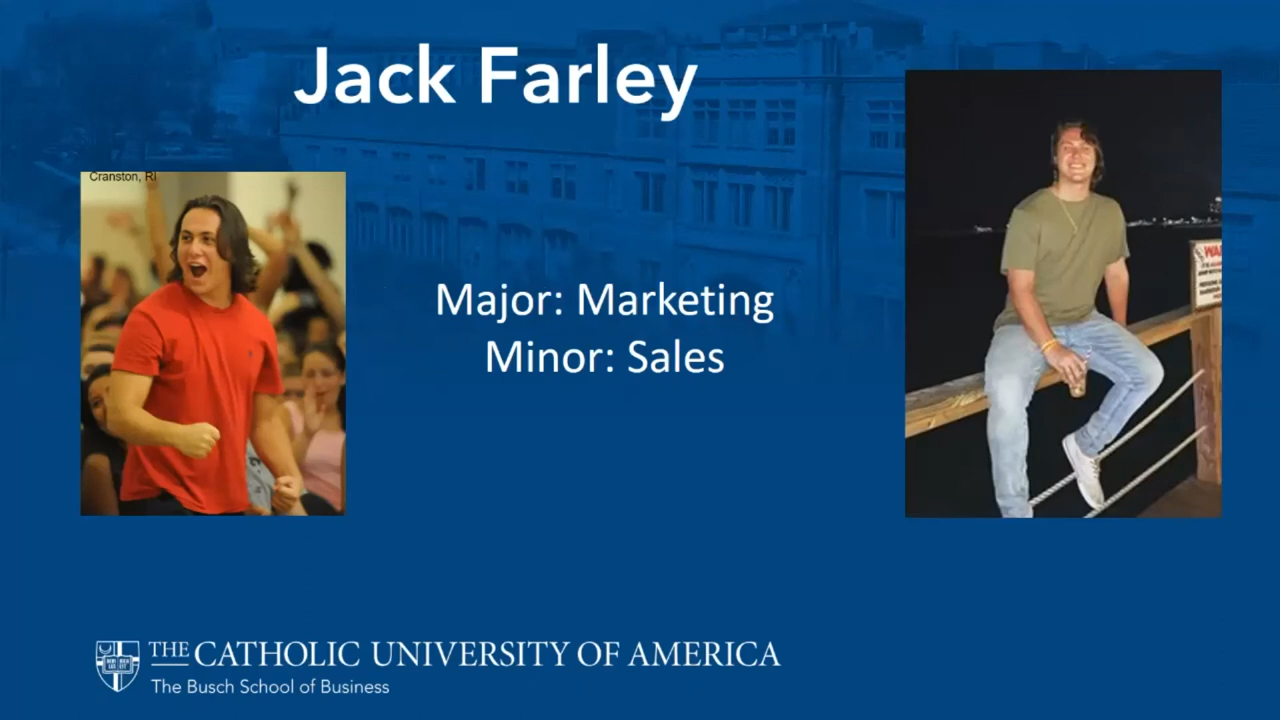 Jack Farley
Cranston, RI
Major: Marketing
Minor: Sales
THE CATHOLIC UNIVERSITY OF AMERICA
The Busch School of Business